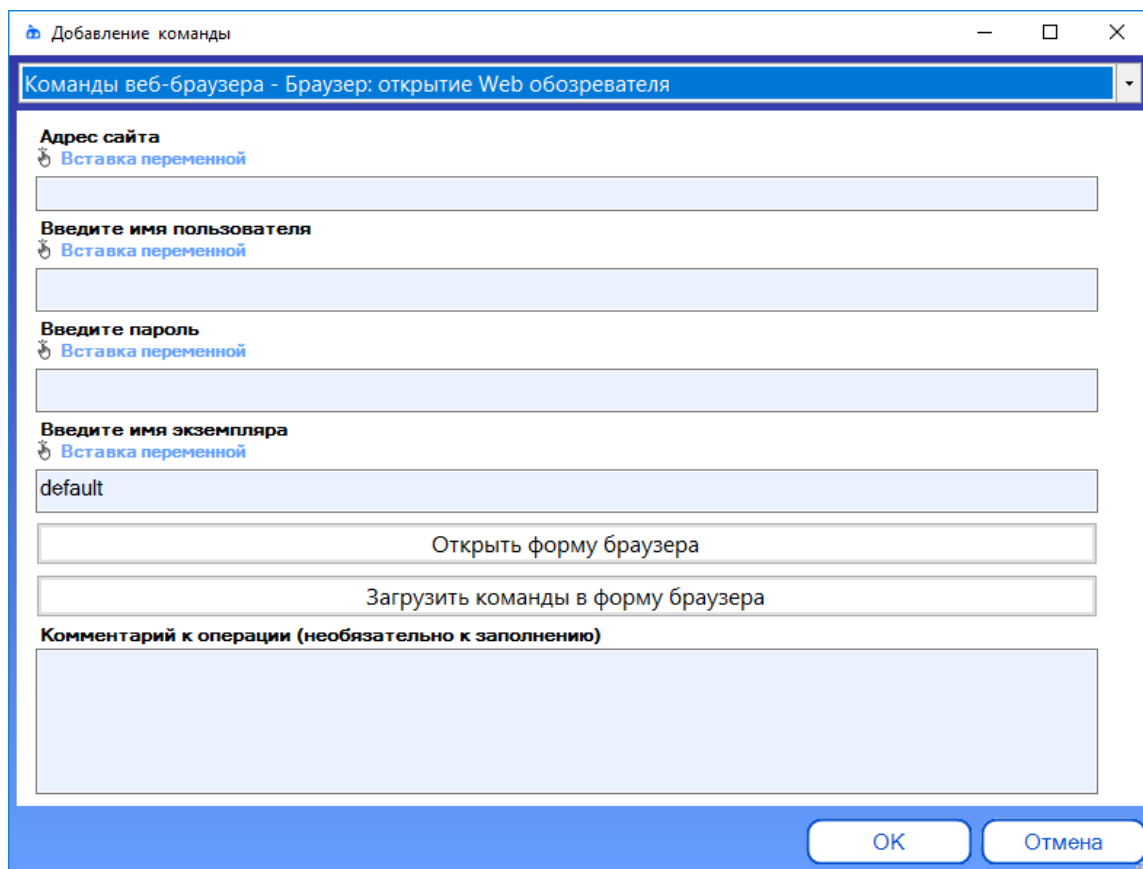 Добавление команды
Команды веб-браузера - Браузер: открытие Web обозревателя
Адрес сайта
Вставка переменной
Введите имя пользователя
Вставка переменной
Введите пароль
Вставка переменной
Введите имя экземпляра
Вставка переменной
default
Открыть форму браузера
Загрузить команды в форму браузера
Комментарий к операции (необязательно к заполнению)
OK
Отмена